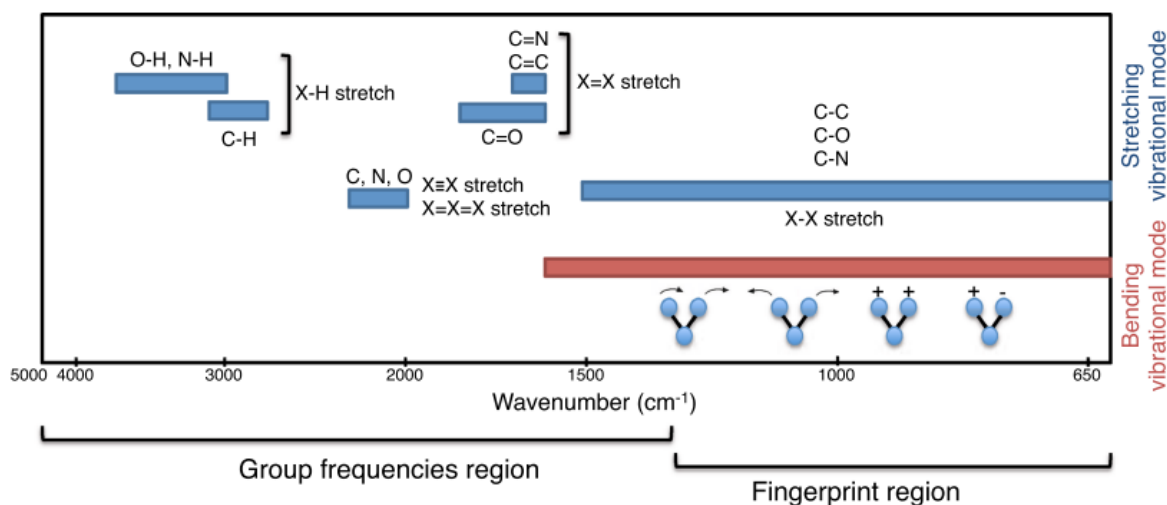 O-H, N-H
X-H stretch
C-H
C=N
C=C
X=X stretch
C=O
C-C
C-O
C-N
C, N, O
X≡X stretch
X=X=X stretch
X-X stretch
+ + + -
Stretching
vibrational mode
Bending
vibrational mode
5000 4000 3000 2000 1500 1000 650
Wavenumber (cm⁻¹)
Group frequencies region
Fingerprint region